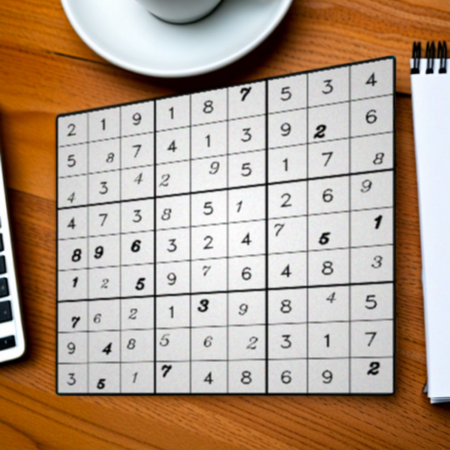 2 1 9 1 8 7 5 3 4
5 8 7 4 1 3 9 2 6
4 3 4 2 9 5 1 7 8
4 7 3 8 5 1 2 6 9
8 9 6 3 2 4 7 5 1
1 2 5 9 7 6 4 8 3
7 6 2 1 3 9 8 4 5
9 4 8 5 6 2 3 1 7
3 5 1 7 4 8 6 9 2